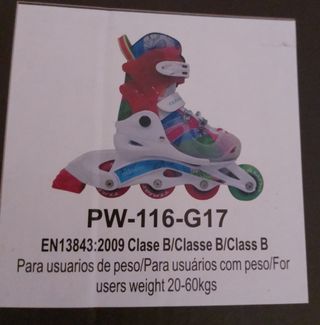 PW-116-G17
EN13843:2009 Clase B/Classe B/Class B
Para usuarios de peso/Para usuários com peso/For
users weight 20-60kgs